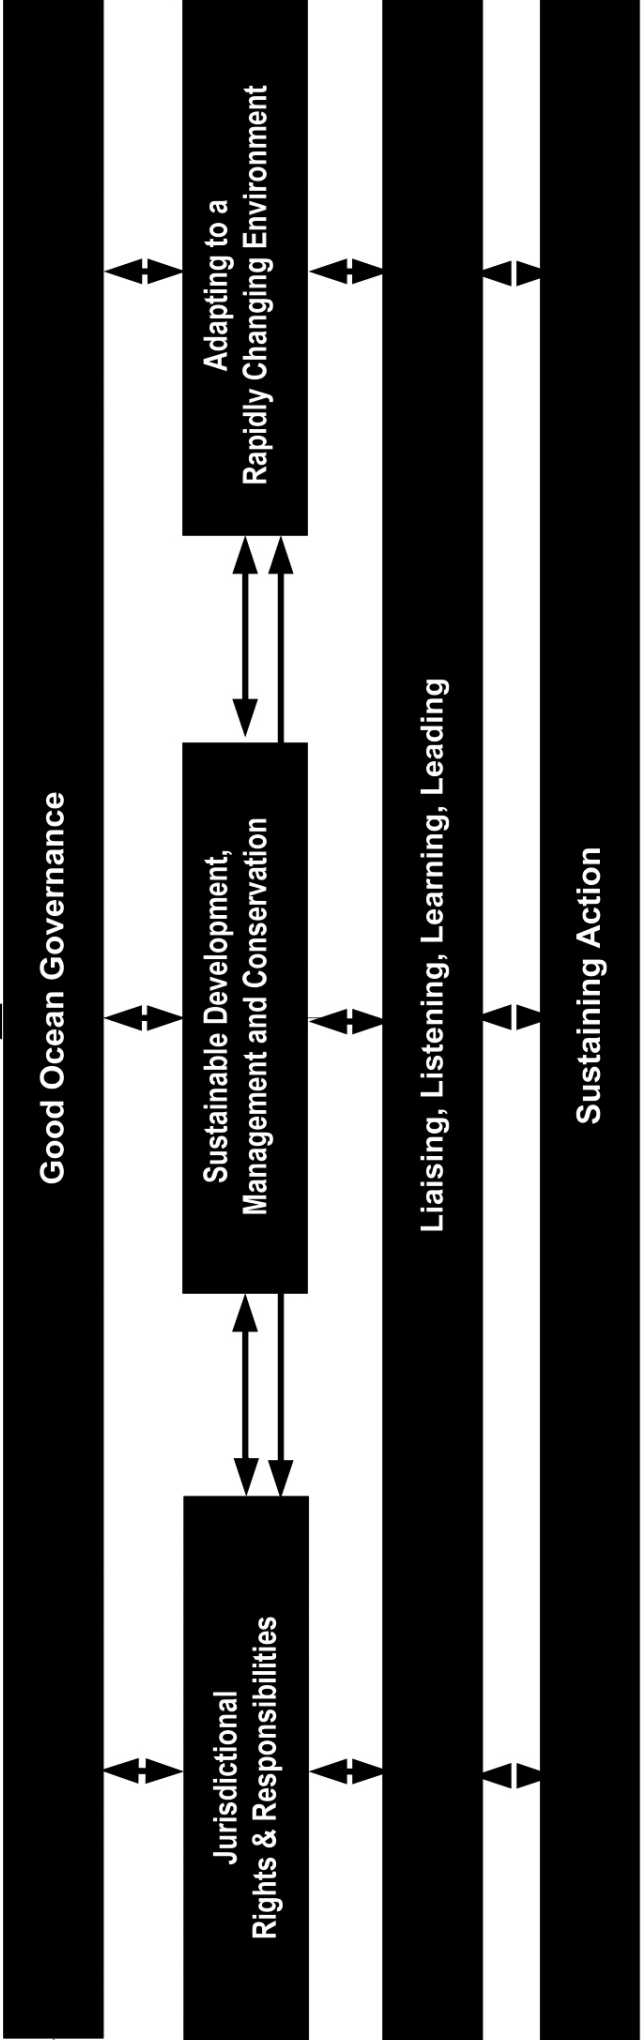 Good Ocean Governance
Jurisdictional
Rights & Responsibilities
Sustainable Development,
Management and Conservation
Adapting to a
Rapidly Changing Environment
Liaising, Listening, Learning, Leading
Sustaining Action